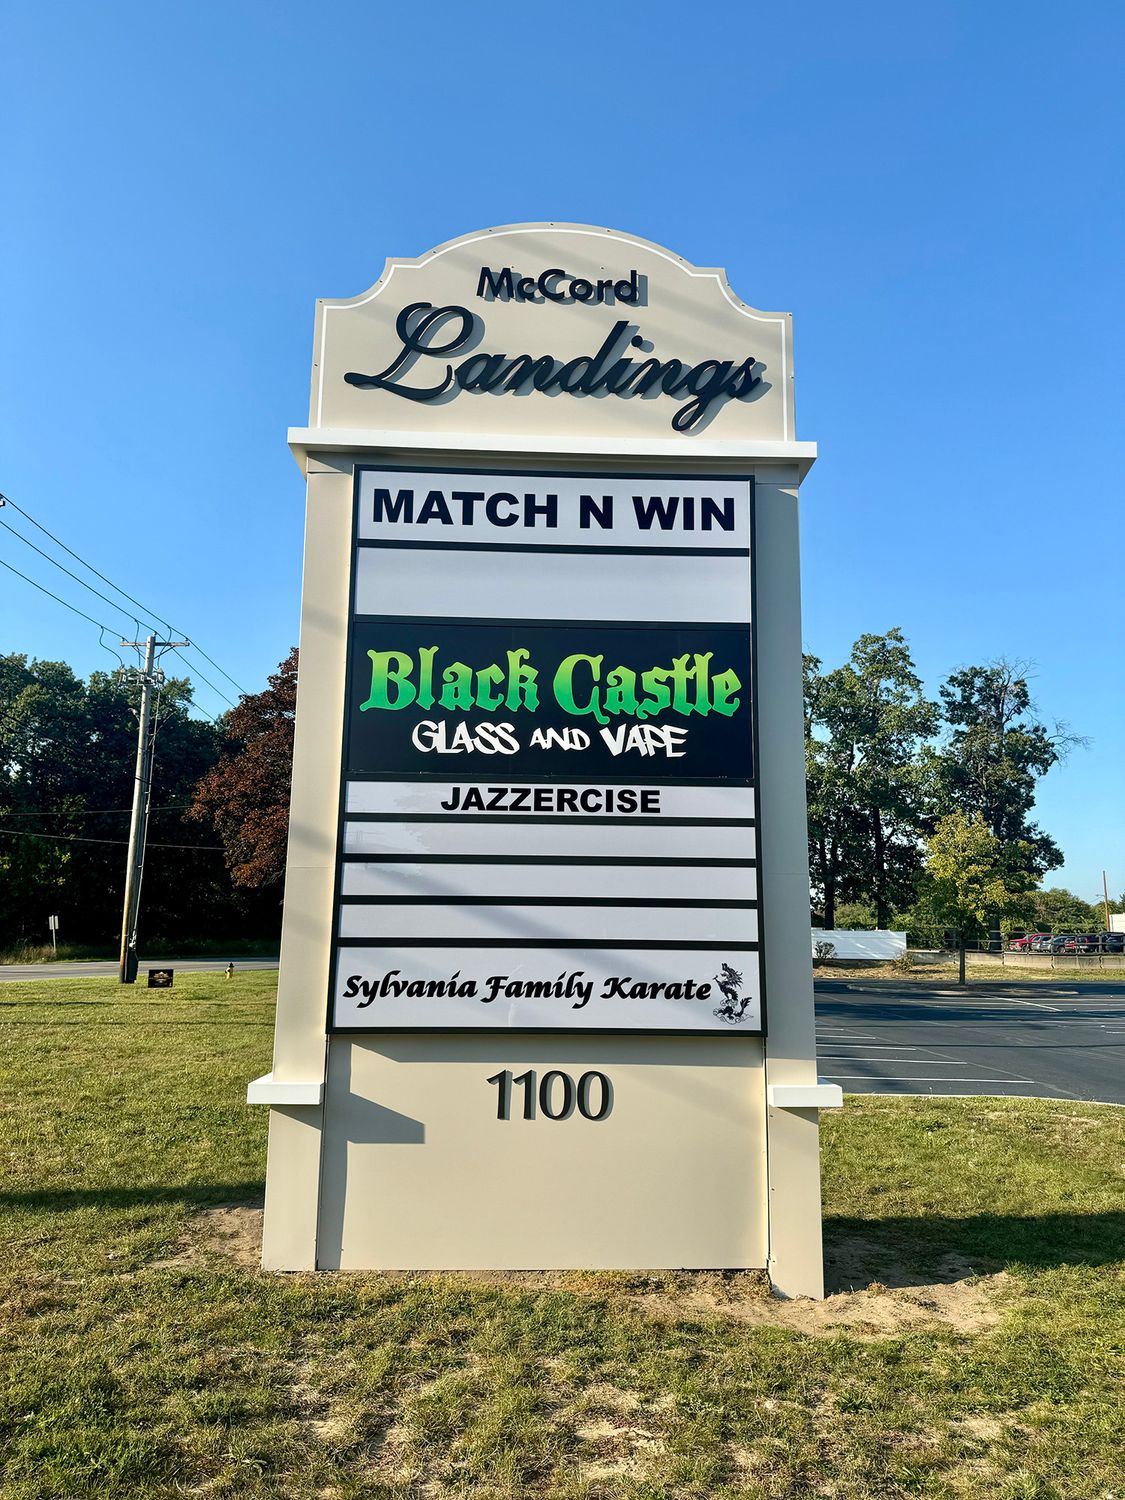 McCord
Landings
MATCH N WIN
Black Castle
GLASS AND VAPE
JAZZERCISE
Sylvania Family Karate
1100